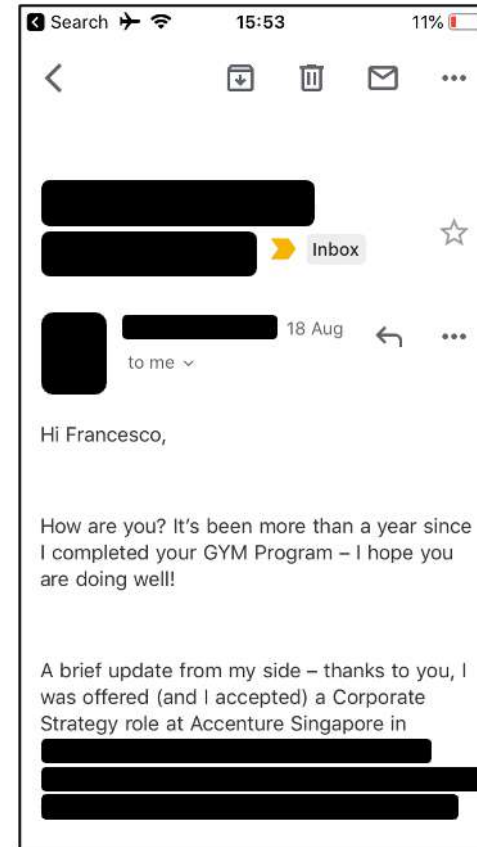 Search
15:53
11%
Inbox
18 Aug
to me
Hi Francesco,
How are you? It’s been more than a year since
I completed your GYM Program – I hope you
are doing well!
A brief update from my side – thanks to you, I
was offered (and I accepted) a Corporate
Strategy role at Accenture Singapore in